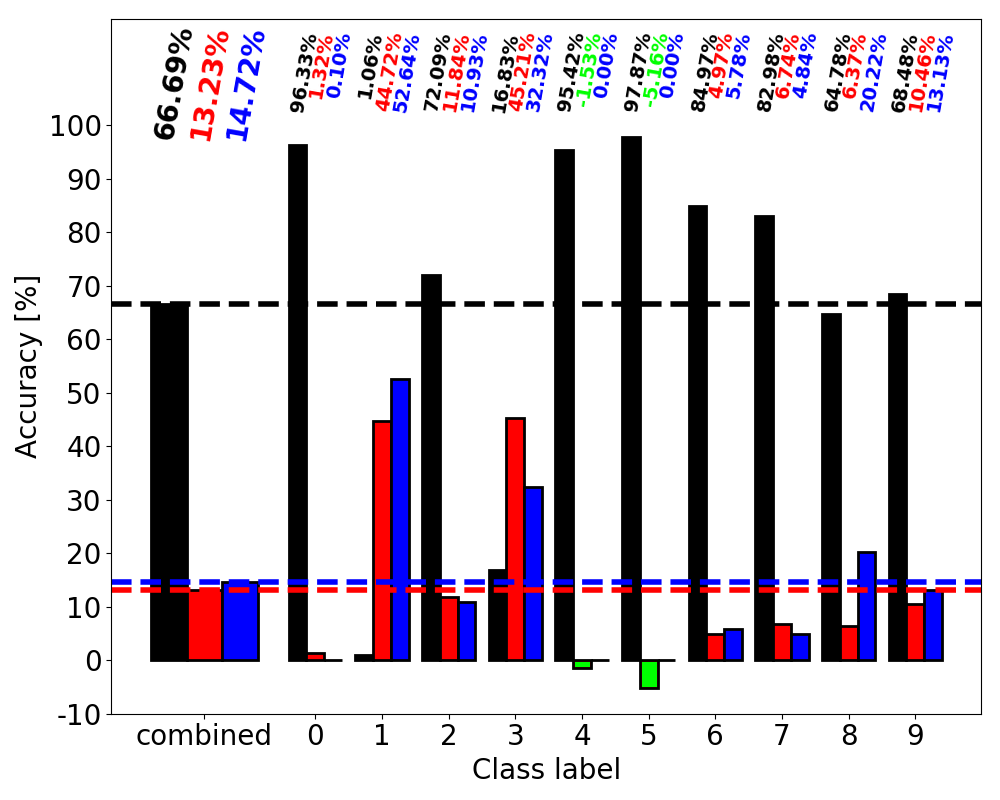 66.69% 13.23% 14.72%
96.33% 1.32% 0.10%
1.06% 44.72% 52.64%
72.09% 11.84% 10.93%
16.83% 45.21% 32.32%
95.42% -1.53% 0.00%
97.87% -5.16% 0.00%
84.97% 4.97% 5.78%
82.98% 6.74% 4.84%
64.78% 6.37% 20.22%
68.48% 10.46% 13.13%
Accuracy [%]
100
90
80
70
60
50
40
30
20
10
0
-10
combined 0 1 2 3 4 5 6 7 8 9
Class label